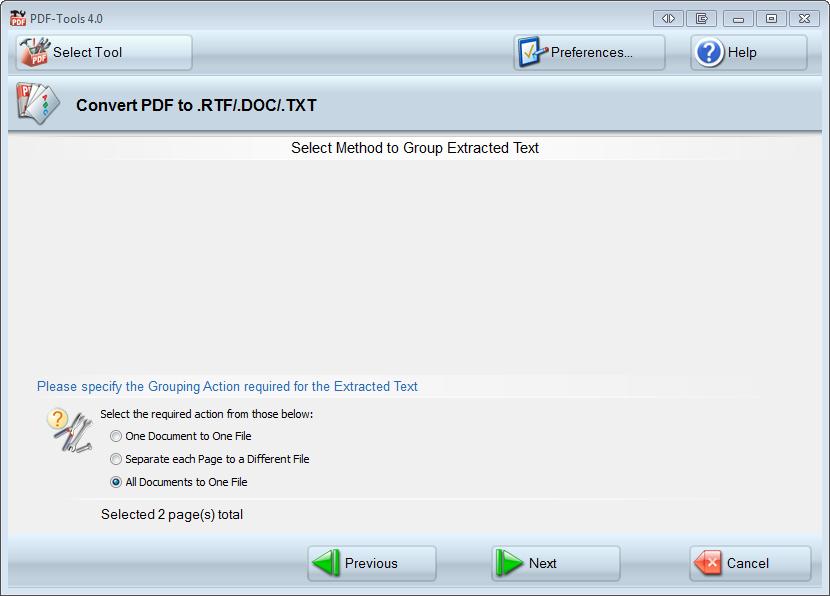 PDF-Tools 4.0
Select Tool
Preferences...
Help
Convert PDF to .RTF/.DOC/.TXT
Select Method to Group Extracted Text
Please specify the Grouping Action required for the Extracted Text
Select the required action from those below:
One Document to One File
Separate each Page to a Different File
All Documents to One File
Selected 2 page(s) total
Previous
Next
Cancel